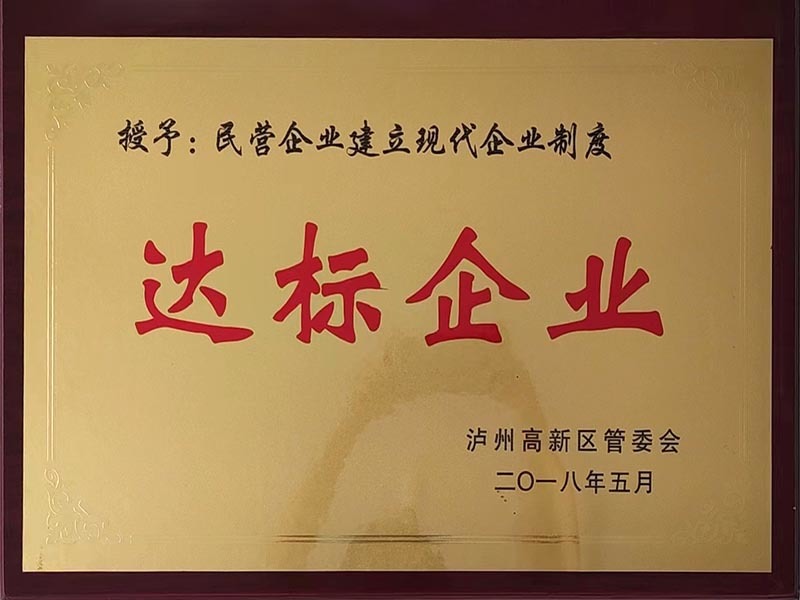 授予：民营企业建立现代企业制度
达标企业
泸州高新区管委会
二〇一八年五月